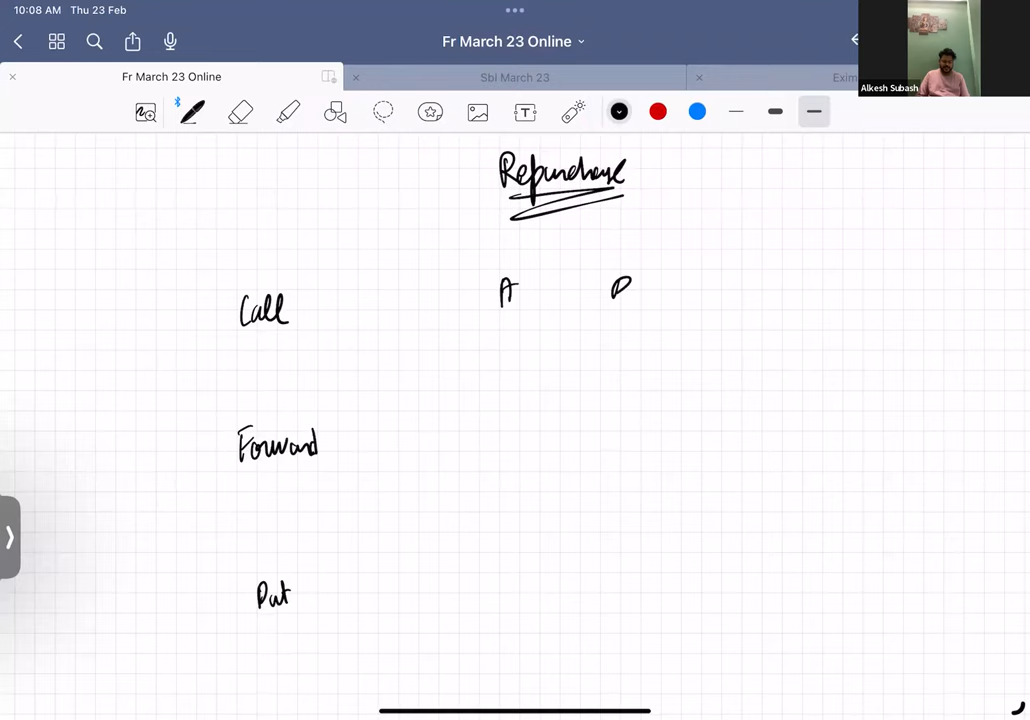 10:08 AM Thu 23 Feb
Fr March 23 Online
Fr March 23 Online
Sbi March 23
Exim
Alkesh Subash
Repurchase
A P
Call
Forward
Put